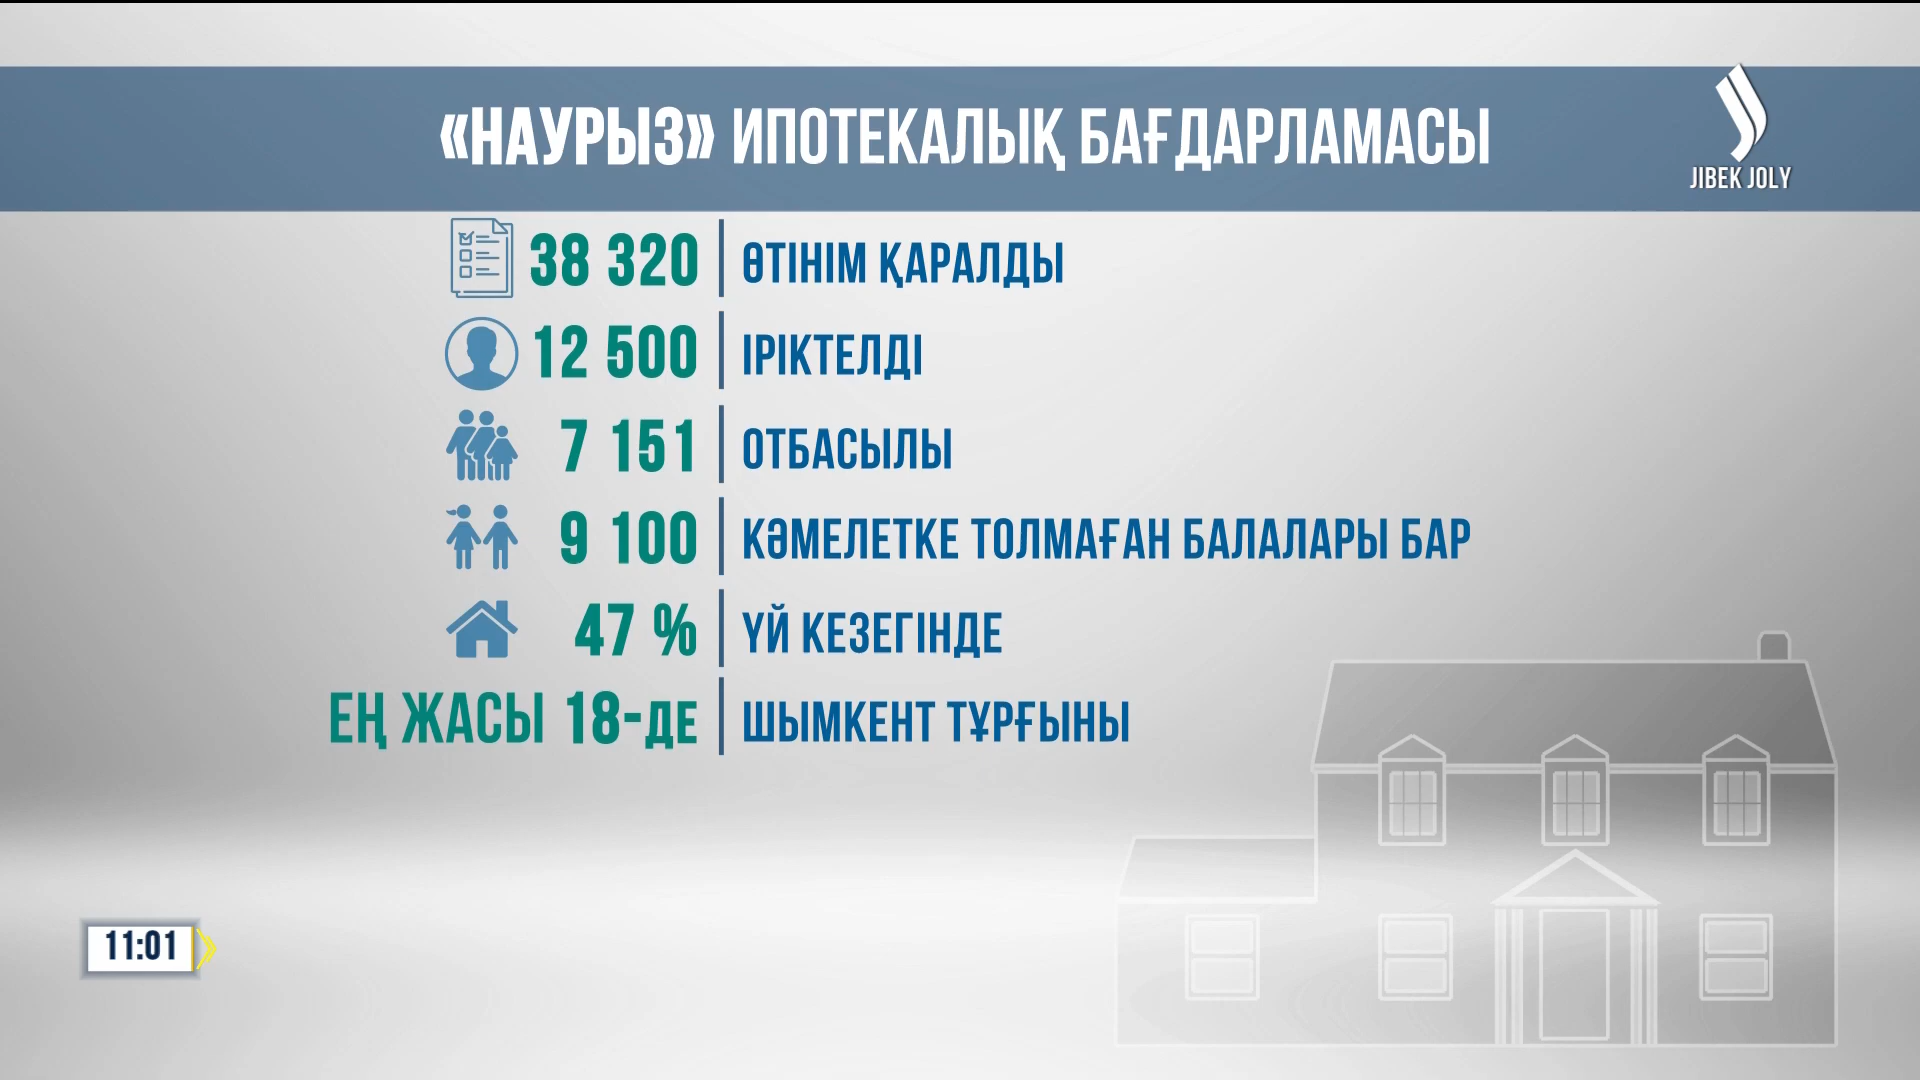 «НАУРЫЗ» ИПОТЕКАЛЫҚ БАҒДАРЛАМАСЫ
JIBEK JOLY
38 320 ӨТІНІМ ҚАРАЛДЫ
12 500 ІРІКТЕЛДІ
7 151 ОТБАСЫЛЫ
9 100 КӘМЕЛЕТКЕ ТОЛМАҒАН БАЛАЛАРЫ БАР
47 % ҮЙ КЕЗЕГІНДЕ
ЕҢ ЖАСЫ 18-ДЕ ШЫМКЕНТ ТҰРҒЫНЫ
11:01